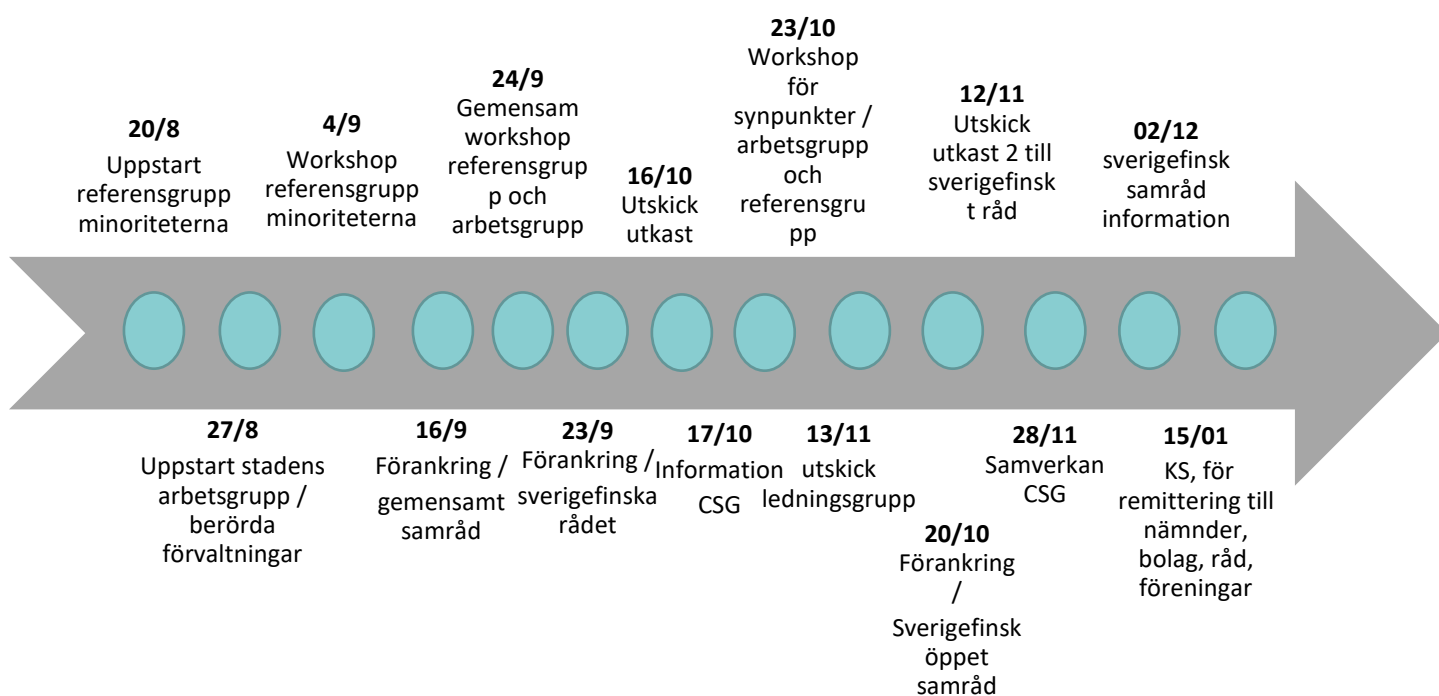 20/8
Uppstart
referensgrupp
minoriteterna
4/9
Workshop
referensgrupp
minoriteterna
24/9
Gemensam
workshop
referensgrup
p och
arbetsgrupp
16/10
Utskick
utkast
23/10
Workshop
för
synpunkter /
arbetsgrupp
och
referensgru
pp
12/11
Utskick
utkast 2 till
sverigefinsk
t råd
02/12
sverigefinsk
samråd
information
27/8
Uppstart stadens
arbetsgrupp /
berörda
förvaltningar
16/9
Förankring /
gemensamt
samråd
23/9
Förankring /
sverigefinska
rådet
17/10
Information
CSG
13/11
utskick
ledningsgrupp
20/10
Förankring
/
Sverigefinsk
öppet
samråd
28/11
Samverkan
CSG
15/01
KS, för
remittering till
nämnder,
bolag, råd,
föreningar